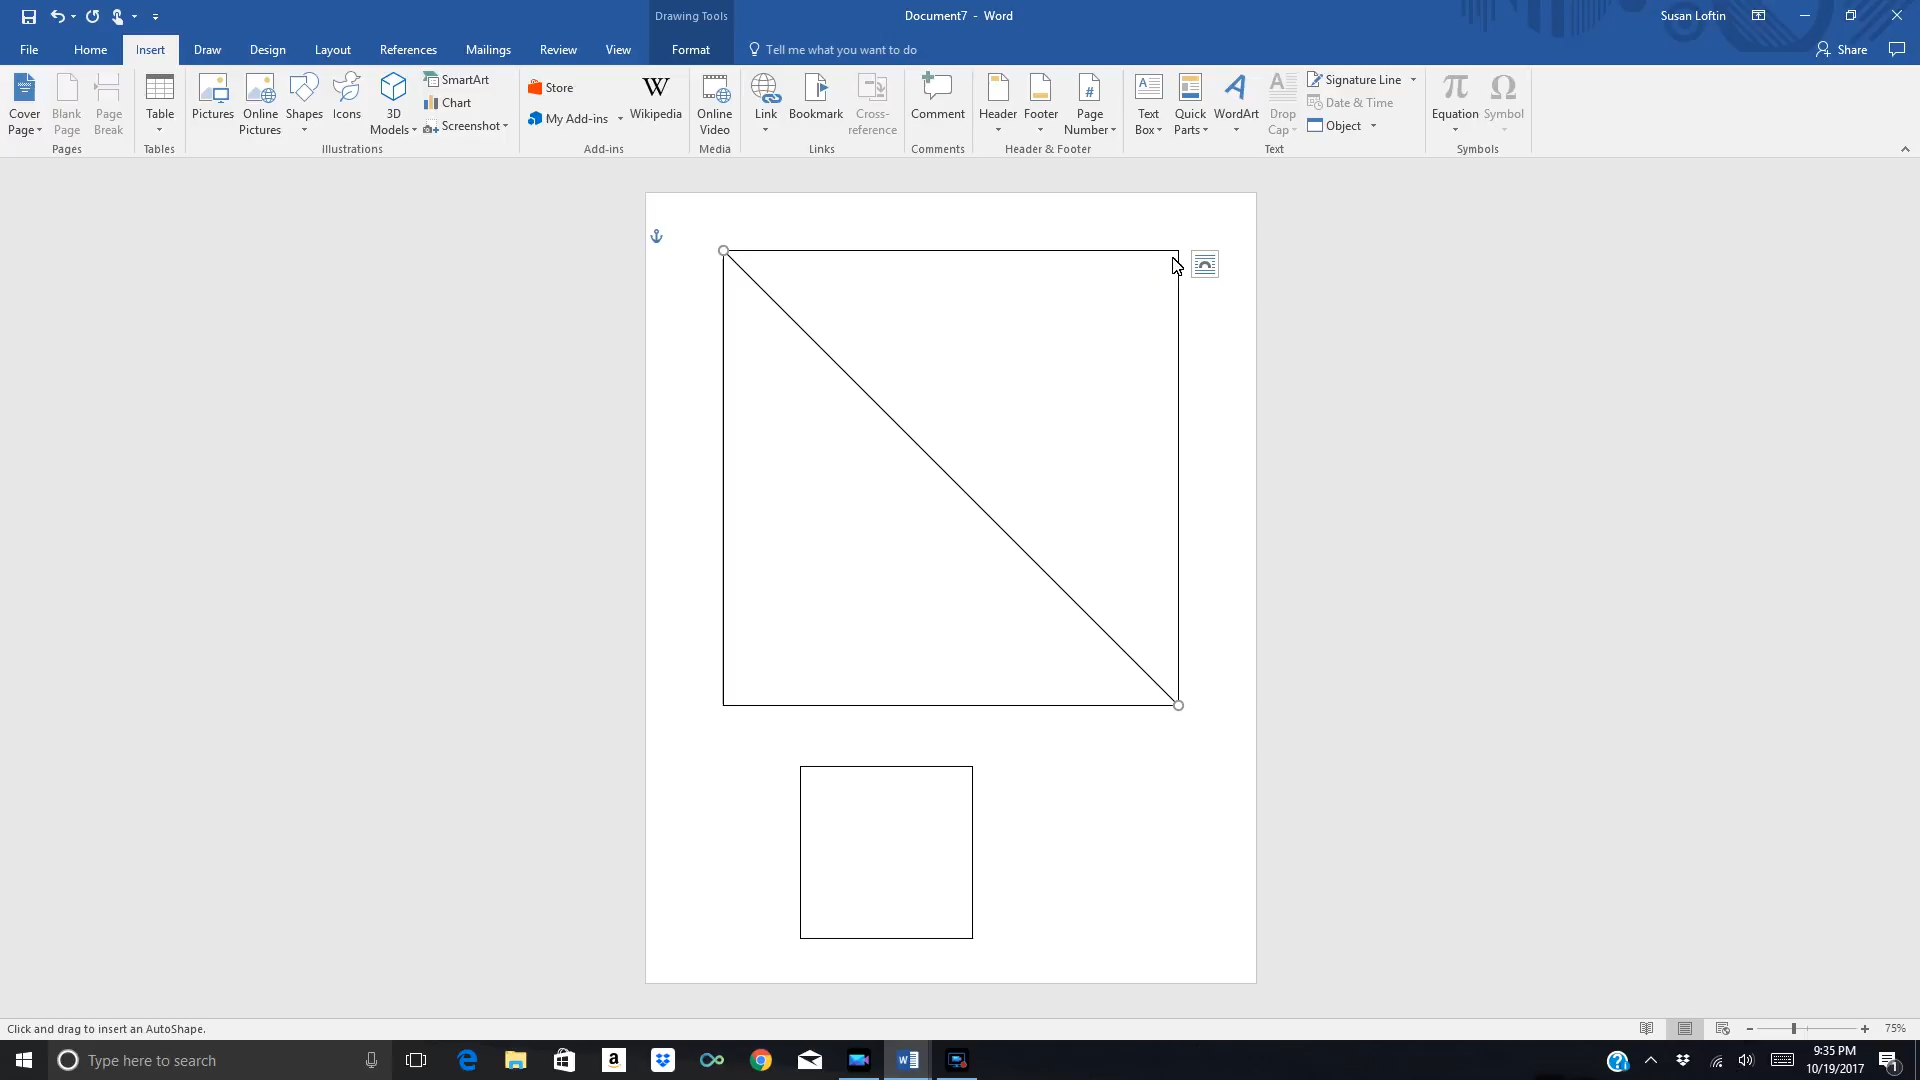 Drawing Tools
Document7 - Word
Susan Loftin
File Home Insert Draw Design Layout References Mailings Review View Format Tell me what you want to do Share
Cover Page
Blank Page
Page Break
Table
Pictures
Online Pictures
Shapes
Icons
3D Models
SmartArt
Chart
Screenshot
Store
My Add-ins
W
Wikipedia
Online Video
Link
Bookmark
Cross-reference
Comment
Header
Footer
#
Page Number
A
Text Box
Quick Parts
A
WordArt
A
Drop Cap
Signature Line
Date & Time
Object
π
Equation
Ω
Symbol
Pages Tables Illustrations Add-ins Media Links Comments Header & Footer Text Symbols
Click and drag to insert an AutoShape.
75%
Type here to search
9:35 PM
10/19/2017
1